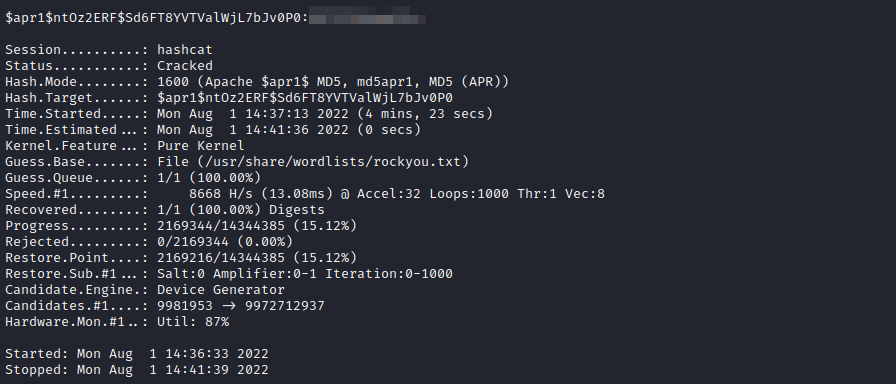 $apr1$ntOz2ERF$Sd6FT8YVTValWjL7bJv0P0:
Session..........: hashcat
Status...........: Cracked
Hash.Mode........: 1600 (Apache $apr1$ MD5, md5apr1, MD5 (APR))
Hash.Target......: $apr1$ntOz2ERF$Sd6FT8YVTValWjL7bJv0P0
Time.Started.....: Mon Aug  1 14:37:13 2022 (4 mins, 23 secs)
Time.Estimated...: Mon Aug  1 14:41:36 2022 (0 secs)
Kernel.Feature...: Pure Kernel
Guess.Base.......: File (/usr/share/wordlists/rockyou.txt)
Guess.Queue......: 1/1 (100.00%)
Speed.#1.........:     8668 H/s (13.08ms) @ Accel:32 Loops:1000 Thr:1 Vec:8
Recovered........: 1/1 (100.00%) Digests
Progress.........: 2169344/14344385 (15.12%)
Rejected.........: 0/2169344 (0.00%)
Restore.Point....: 2169216/14344385 (15.12%)
Restore.Sub.#1...: Salt:0 Amplifier:0-1 Iteration:0-1000
Candidate.Engine.: Device Generator
Candidates.#1....: 9981953 -> 9972712937
Hardware.Mon.#1..: Util: 87%
Started: Mon Aug  1 14:36:33 2022
Stopped: Mon Aug  1 14:41:39 2022